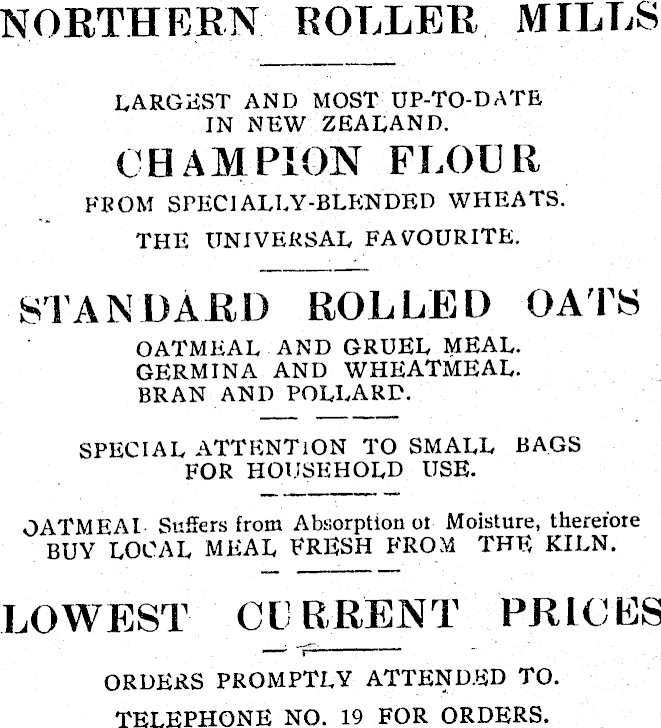 NORTHERN ROLLER MILLS
LARGEST AND MOST UP-TO-DATE
IN NEW ZEALAND.
CHAMPION FLOUR
FROM SPECIALLY-BLENDED WHEATS.
THE UNIVERSAL FAVOURITE.
STANDARD ROLLED OATS
OATMEAL AND GRUEL MEAL.
GERMINA AND WHEATMEAL.
BRAN AND POLLARD.
SPECIAL ATTENTION TO SMALL BAGS
FOR HOUSEHOLD USE.
OATMEAL Suffers from Absorption of Moisture, therefore
BUY LOCAL MEAL FRESH FROM THE KILN.
LOWEST CURRENT PRICES
ORDERS PROMPTLY ATTENDED TO.
TELEPHONE NO. 19 FOR ORDERS.